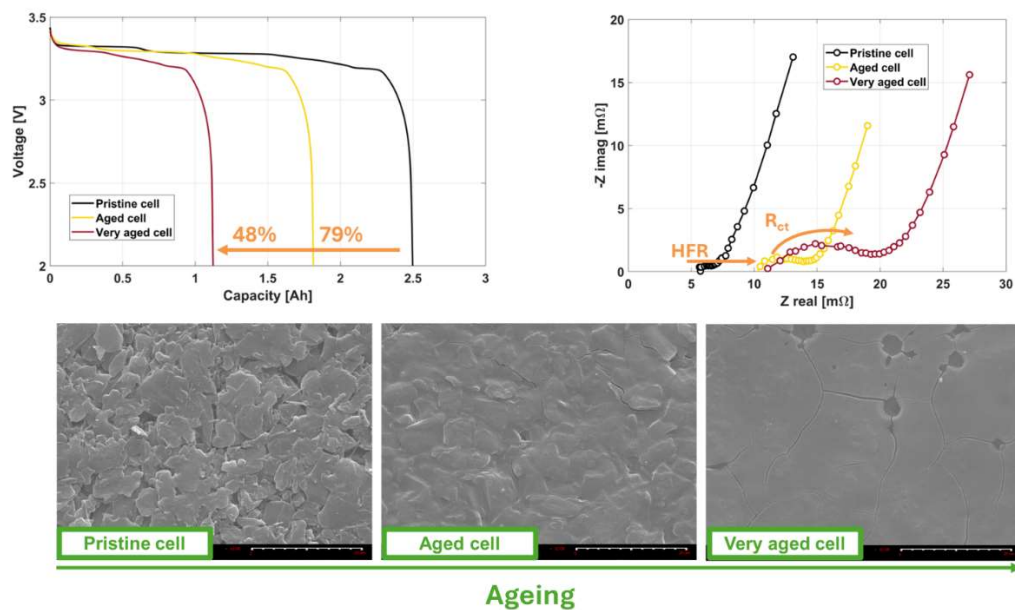 3.5
3
2.5
2
Voltage [V]
Pristine cell
Aged cell
Very aged cell
48%
79%
0
0.5
1
1.5
2
2.5
3
Capacity [Ah]
20
15
10
5
0
-Z imag [mΩ]
Pristine cell
Aged cell
Very aged cell
Rct
HFR
0
5
10
15
20
25
30
Z real [mΩ]
Pristine cell
Aged cell
Very aged cell
Ageing